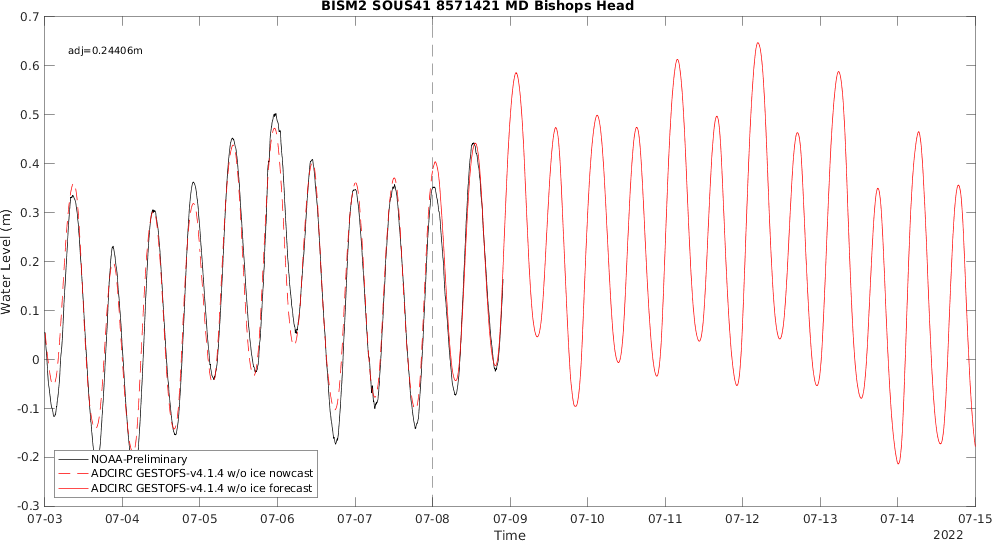 BISM2 SOUS41 8571421 MD Bishops Head
adj=0.24406m
Water Level (m)
0.7
0.6
0.5
0.4
0.3
0.2
0.1
0
-0.1
-0.2
-0.3
NOAA-Preliminary
ADCIRC GESTOFS-v4.1.4 w/o ice nowcast
ADCIRC GESTOFS-v4.1.4 w/o ice forecast
07-03 07-04 07-05 07-06 07-07 07-08 07-09 07-10 07-11 07-12 07-13 07-14 07-15
Time
2022